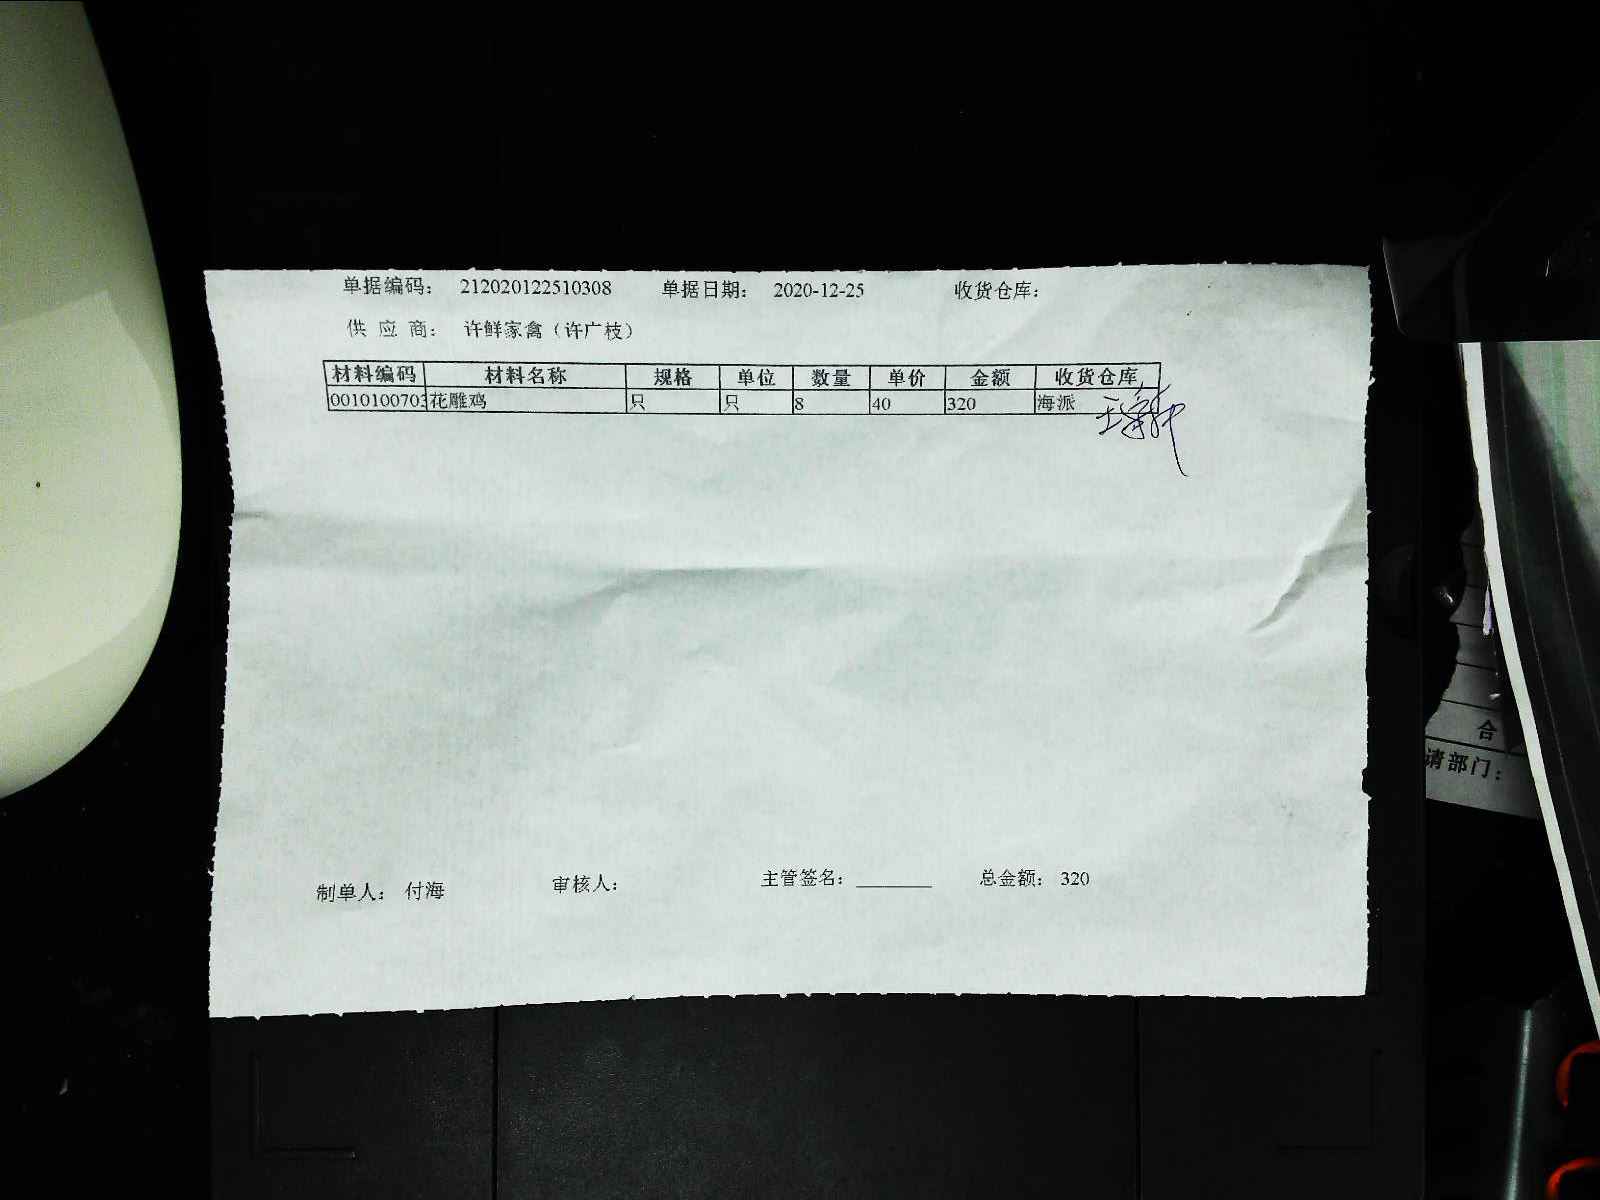 单据编码： 212020122510308 单据日期： 2020-12-25 收货仓库：
供 应 商： 许鲜家禽（许广枝）
材料编码 材料名称 规格 单位 数量 单价 金额 收货仓库
0010100703 花雕鸡 只 只 8 40 320 海派
制单人： 付海 审核人： 主管签名： ________ 总金额： 320
合
请部门：